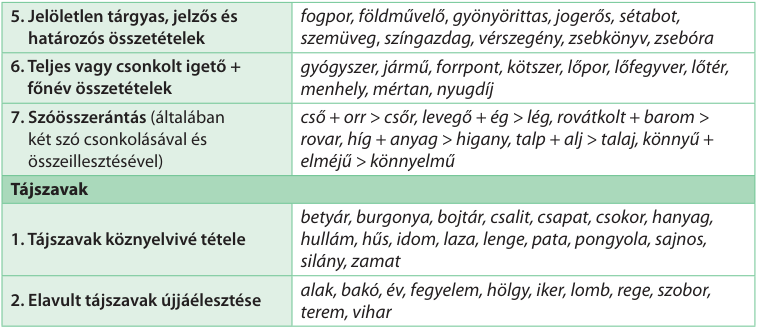 5. Jelöletlen tárgyas, jelzős és
határozós összetételek
fogpor, földművelő, gyönyörittas, jogerős, sétabot,
szemüveg, színgazdag, vérszegény, zsebkönyv, zsebóra
6. Teljes vagy csonkolt igető +
főnév összetételek
gyógyszer, jármű, forrpont, kötszer, lőpor, lőfegyver, lőtér,
menhely, mértan, nyugdíj
7. Szóösszerántás (általában
két szó csonkolásával és
összeillesztésével)
cső + orr > csőr, levegő + ég > lég, rovátkolt + barom >
rovar, híg + anyag > higany, talp + alj > talaj, könnyű +
elméjű > könnyelmű
Tájszavak
1. Tájszavak köznyelvivé tétele
betyár, burgonya, bojtár, csalit, csapat, csokor, hanyag,
hullám, hűs, idom, laza, lenge, pata, pongyola, sajnos,
silány, zamat
2. Elavult tájszavak újjáélesztése
alak, bakó, év, fegyelem, hölgy, iker, lomb, rege, szobor,
terem, vihar